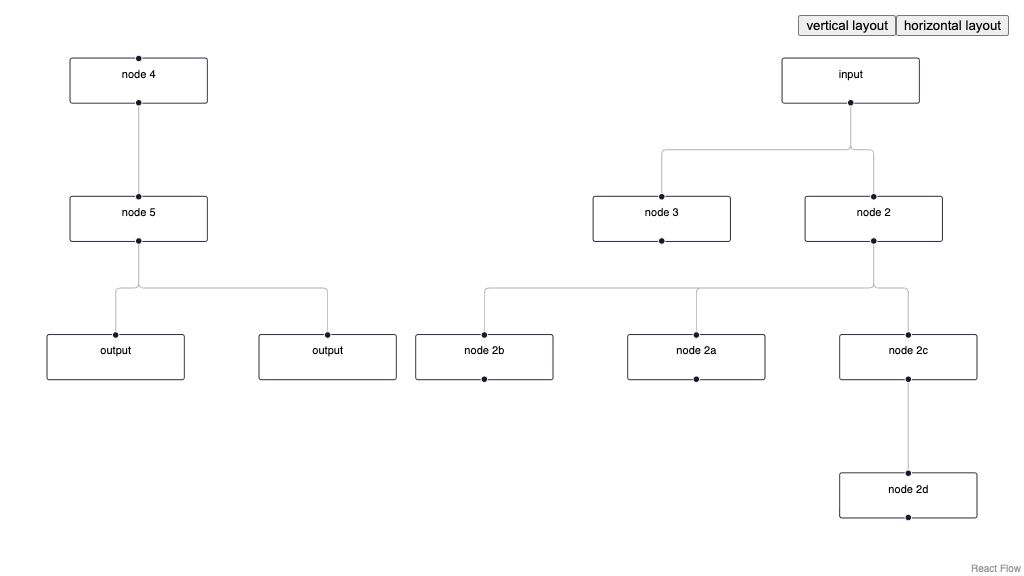 vertical layout
horizontal layout
node 4
input
node 5
node 3
node 2
output
output
node 2b
node 2a
node 2c
node 2d
React Flow